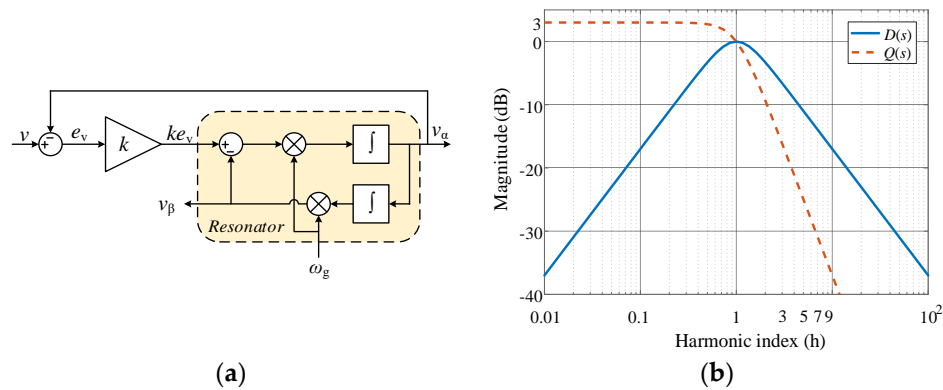 v
+
−
e_v
k
ke_v
+
−
∫
v_α
v_β
∫
Resonator
ω_g
(a)
3
0
-10
-20
-30
-40
Magnitude (dB)
D(s)
Q(s)
0.01
0.1
1
3
5
7
9
10^2
Harmonic index (h)
(b)